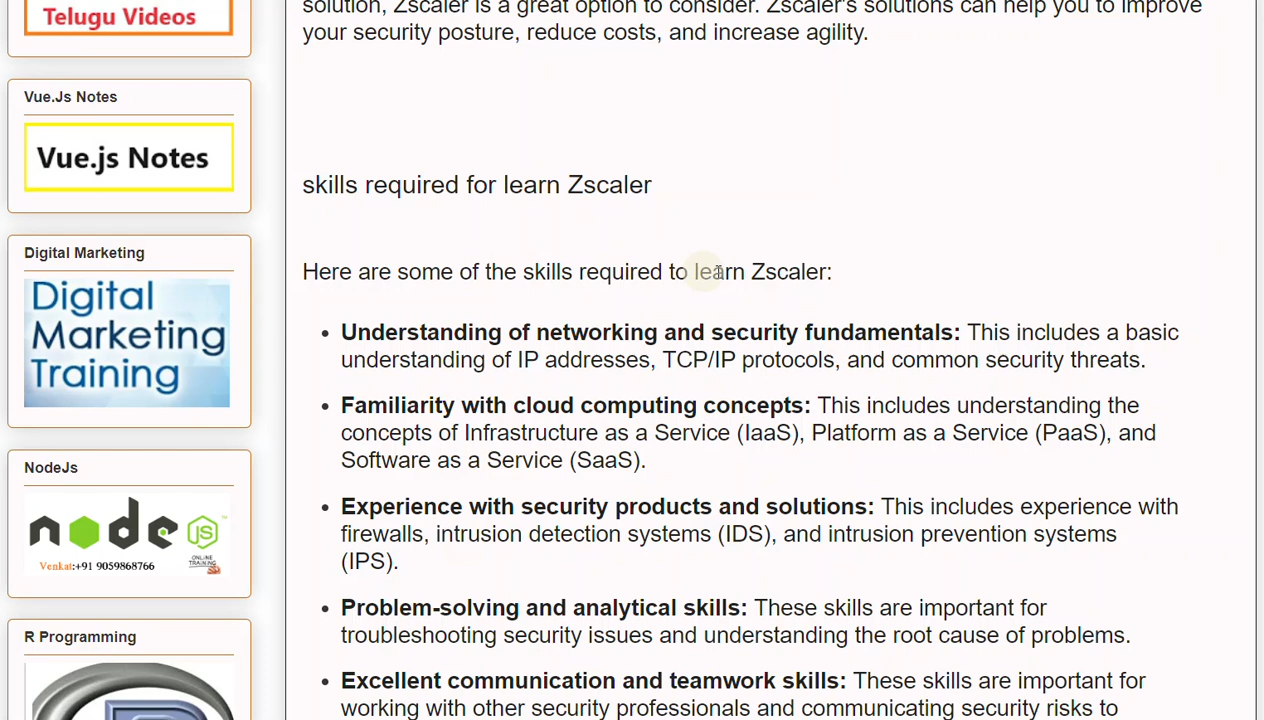 Telugu Videos
Vue.Js Notes
Vue.js Notes
Digital Marketing
Digital
Marketing
Training
NodeJs
node
JS
Venkat:+91 9059868766
ONLINE
TRAINING
R Programming
solution, Zscaler is a great option to consider. Zscaler's solutions can help you to improve
your security posture, reduce costs, and increase agility.
skills required for learn Zscaler
Here are some of the skills required to learn Zscaler:
• Understanding of networking and security fundamentals: This includes a basic
understanding of IP addresses, TCP/IP protocols, and common security threats.
• Familiarity with cloud computing concepts: This includes understanding the
concepts of Infrastructure as a Service (IaaS), Platform as a Service (PaaS), and
Software as a Service (SaaS).
• Experience with security products and solutions: This includes experience with
firewalls, intrusion detection systems (IDS), and intrusion prevention systems
(IPS).
• Problem-solving and analytical skills: These skills are important for
troubleshooting security issues and understanding the root cause of problems.
• Excellent communication and teamwork skills: These skills are important for
working with other security professionals and communicating security risks to